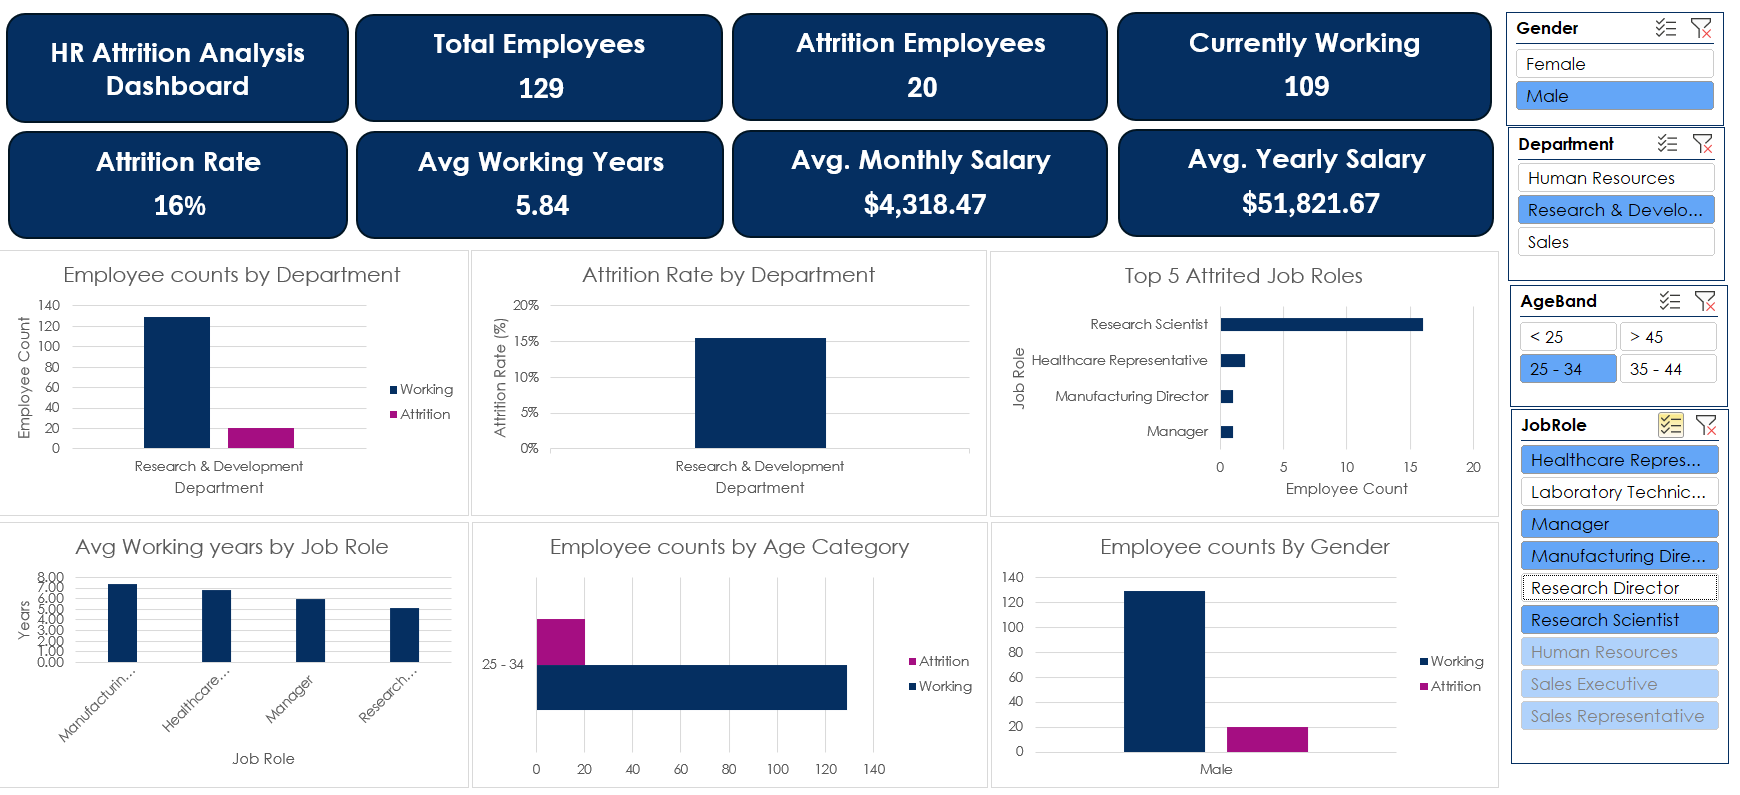 HR Attrition Analysis
Dashboard
Total Employees
129
Attrition Employees
20
Currently Working
109
Attrition Rate
16%
Avg Working Years
5.84
Avg. Monthly Salary
$4,318.47
Avg. Yearly Salary
$51,821.67
Employee counts by Department
Employee Count
140
120
100
80
60
40
20
0
Research & Development
Department
Working
Attrition
Attrition Rate by Department
Attrition Rate (%)
20%
15%
10%
5%
0%
Research & Development
Department
Top 5 Attrited Job Roles
Job Role
Research Scientist
Healthcare Representative
Manufacturing Director
Manager
0 5 10 15 20
Employee Count
Avg Working years by Job Role
Years
8.00
7.00
6.00
5.00
4.00
3.00
2.00
1.00
0.00
Manufacturin...
Healthcare...
Manager
Research...
Job Role
Employee counts by Age Category
25 - 34
Attrition
Working
0 20 40 60 80 100 120 140
Employee counts By Gender
140
120
100
80
60
40
20
0
Male
Working
Attrition
Gender
Female
Male
Department
Human Resources
Research & Develo...
Sales
AgeBand
< 25
> 45
25 - 34
35 - 44
JobRole
Healthcare Repres...
Laboratory Technic...
Manager
Manufacturing Dire...
Research Director
Research Scientist
Human Resources
Sales Executive
Sales Representative